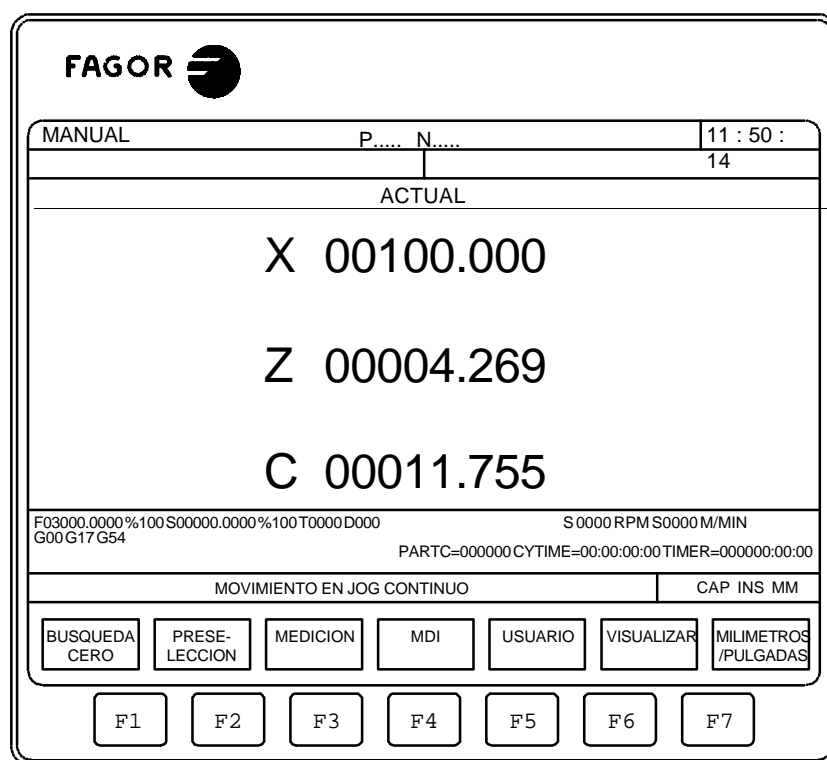 FAGOR
MANUAL P..... N..... 11 : 50 :
14
ACTUAL
X 00100.000
Z 00004.269
C 00011.755
F03000.0000 %100 S00000.0000 %100 T0000 D000 S 0000 RPM S0000 M/MIN
G00 G17 G54
PARTC=000000 CYTIME=00:00:00:00 TIMER=000000:00:00
MOVIMIENTO EN JOG CONTINUO CAP INS MM
BUSQUEDA CERO PRESE-LECCION MEDICION MDI USUARIO VISUALIZAR MILIMETROS /PULGADAS
F1 F2 F3 F4 F5 F6 F7